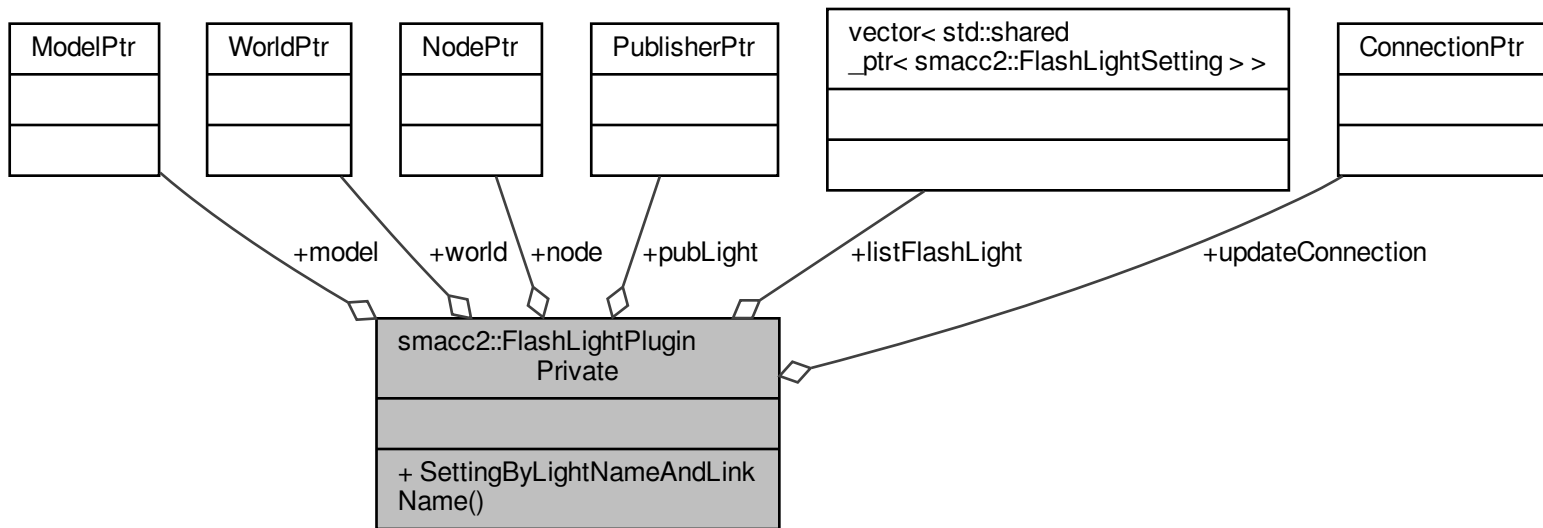 ModelPtr
WorldPtr
NodePtr
PublisherPtr
vector< std::shared
_ptr< smacc2::FlashLightSetting > >
ConnectionPtr
+model
+world
+node
+pubLight
+listFlashLight
+updateConnection
smacc2::FlashLightPlugin
Private
+ SettingByLightNameAndLink
Name()